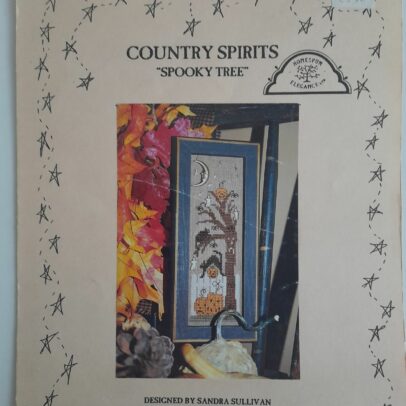 COUNTRY SPIRITS
"SPOOKY TREE"
HOMESPUN
ELEGANCE
DESIGNED BY SANDRA SULLIVAN